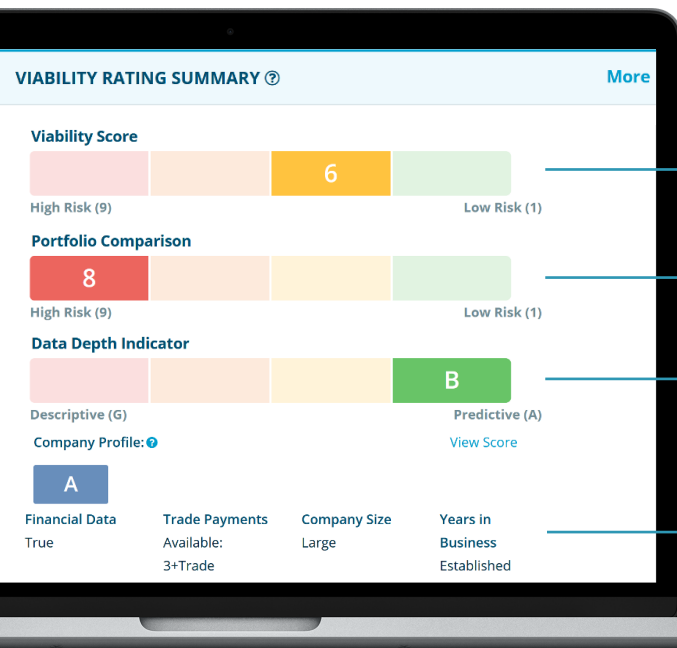 VIABILITY RATING SUMMARY ?
More
Viability Score
6
High Risk (9)
Low Risk (1)
Portfolio Comparison
8
High Risk (9)
Low Risk (1)
Data Depth Indicator
B
Descriptive (G)
Predictive (A)
Company Profile: ?
View Score
A
Financial Data
True
Trade Payments
Available:
3+Trade
Company Size
Large
Years in
Business
Established